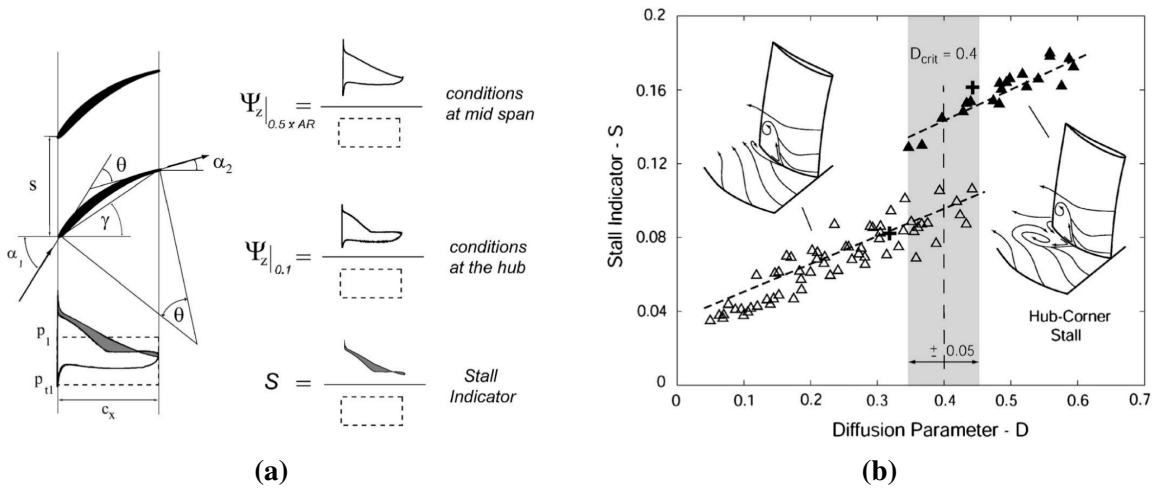 s
θ
α₂
γ
α₁
θ
p₁
pₜ₁
cₓ
Ψz|0.5 x AR =
conditions
at mid span
Ψz|0.1 =
conditions
at the hub
S =
Stall
Indicator
(a)
Stall Indicator - S
0.2
0.16
0.12
0.08
0.04
0
Dcrit = 0.4
± 0.05
Hub-Corner
Stall
0 0.1 0.2 0.3 0.4 0.5 0.6 0.7
Diffusion Parameter - D
(b)